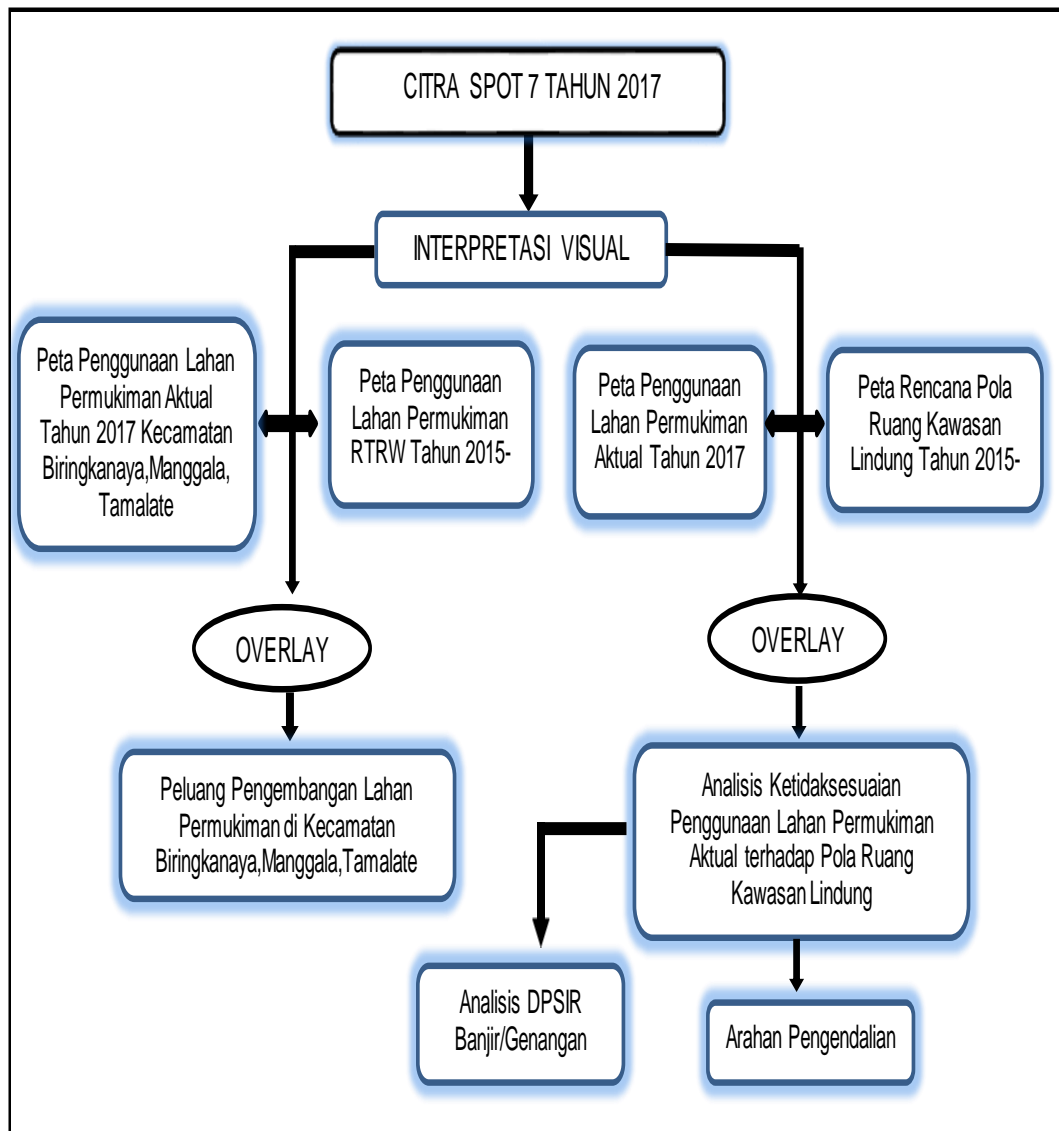 CITRA SPOT 7 TAHUN 2017
INTERPRETASI VISUAL
Peta Penggunaan Lahan
Permukiman Aktual
Tahun 2017 Kecamatan
Biringkanaya,Manggala,
Tamalate
Peta Penggunaan
Lahan Permukiman
RTRW Tahun 2015-
Peta Penggunaan
Lahan Permukiman
Aktual Tahun 2017
Peta Rencana Pola
Ruang Kawasan
Lindung Tahun 2015-
OVERLAY
OVERLAY
Peluang Pengembangan Lahan
Permukiman di Kecamatan
Biringkanaya,Manggala,Tamalate
Analisis Ketidaksesuaian
Penggunaan Lahan Permukiman
Aktual terhadap Pola Ruang
Kawasan Lindung
Analisis DPSIR
Banjir/Genangan
Arahan Pengendalian